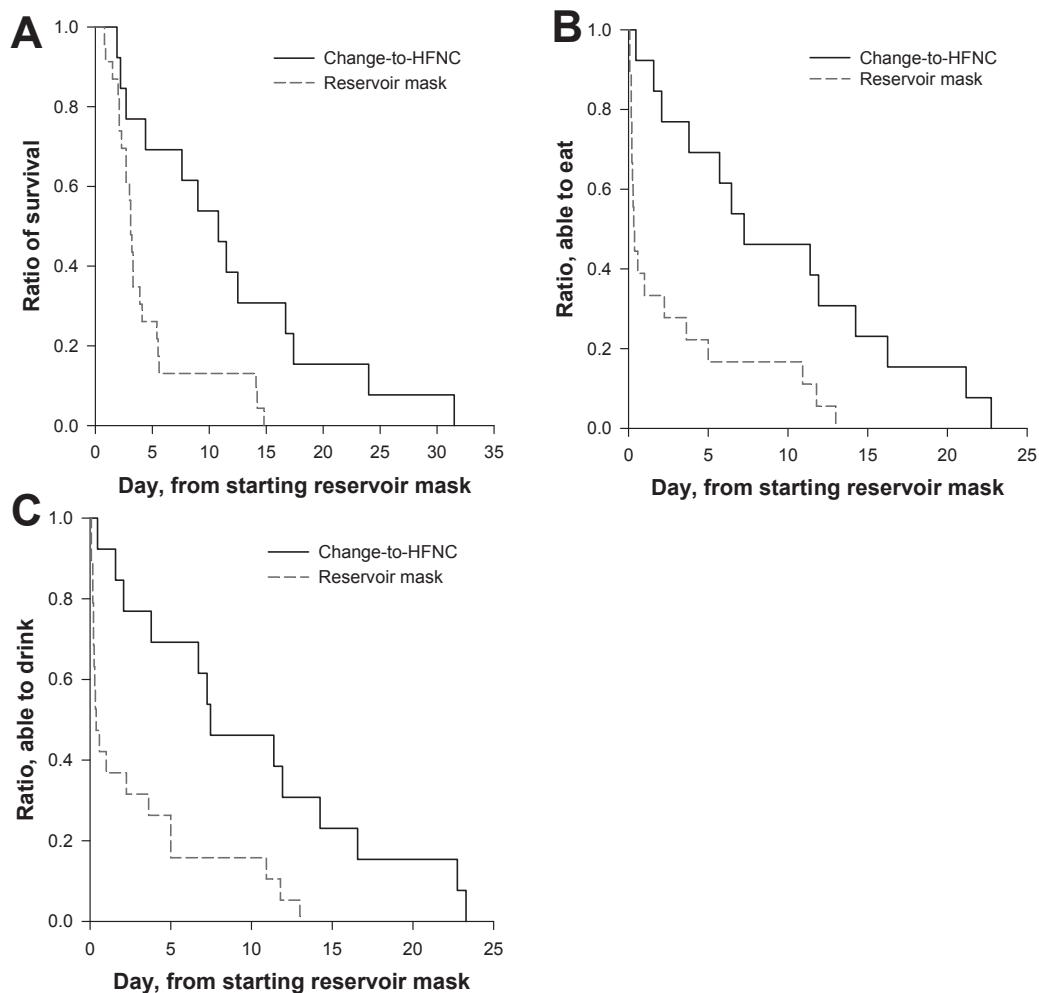 A
Ratio of survival
1.0
0.8
0.6
0.4
0.2
0.0
Change-to-HFNC
Reservoir mask
0 5 10 15 20 25 30 35
Day, from starting reservoir mask
B
Ratio, able to eat
1.0
0.8
0.6
0.4
0.2
0.0
Change-to-HFNC
Reservoir mask
0 5 10 15 20 25
Day, from starting reservoir mask
C
Ratio, able to drink
1.0
0.8
0.6
0.4
0.2
0.0
Change-to-HFNC
Reservoir mask
0 5 10 15 20 25
Day, from starting reservoir mask